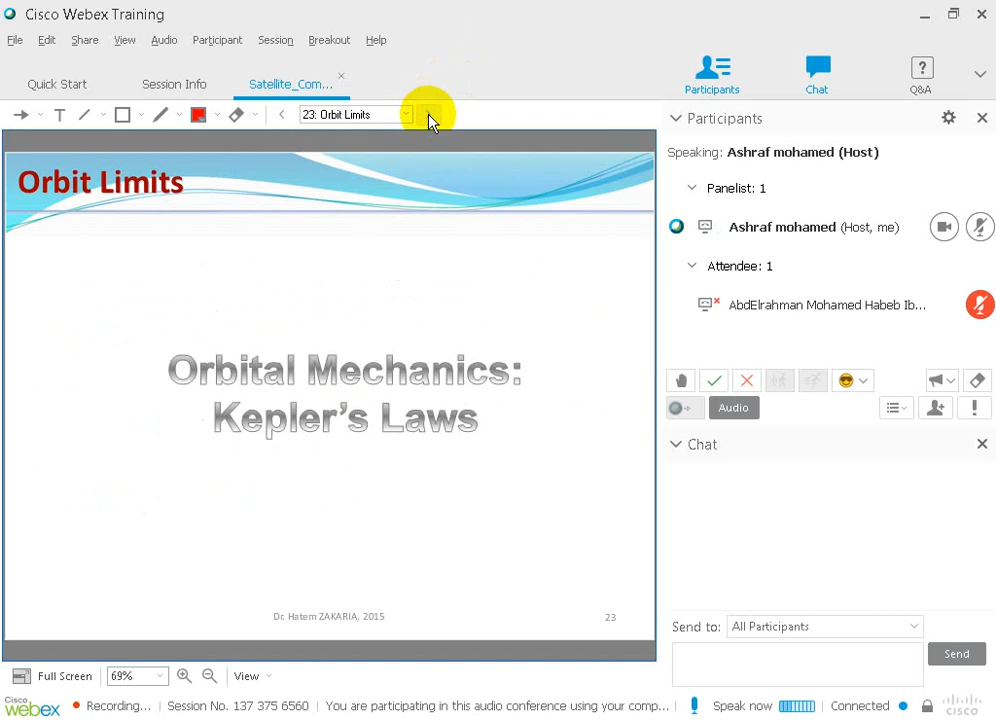 Cisco Webex Training
File Edit Share View Audio Participant Session Breakout Help
Quick Start Session Info Satellite_Com...
Participants Chat Q&A
T 23: Orbit Limits
Participants
Speaking: Ashraf mohamed (Host)
Panelist: 1
Ashraf mohamed (Host, me)
Attendee: 1
AbdElrahman Mohamed Habeb Ib...
Audio
Chat
Send to: All Participants
Send
Orbit Limits
Orbital Mechanics:
Kepler's Laws
Dr. Hatem ZAKARIA, 2015 23
Full Screen 69% View
Cisco webex Recording... Session No. 137 375 6560 You are participating in this audio conference using your comp... Speak now Connected cisco